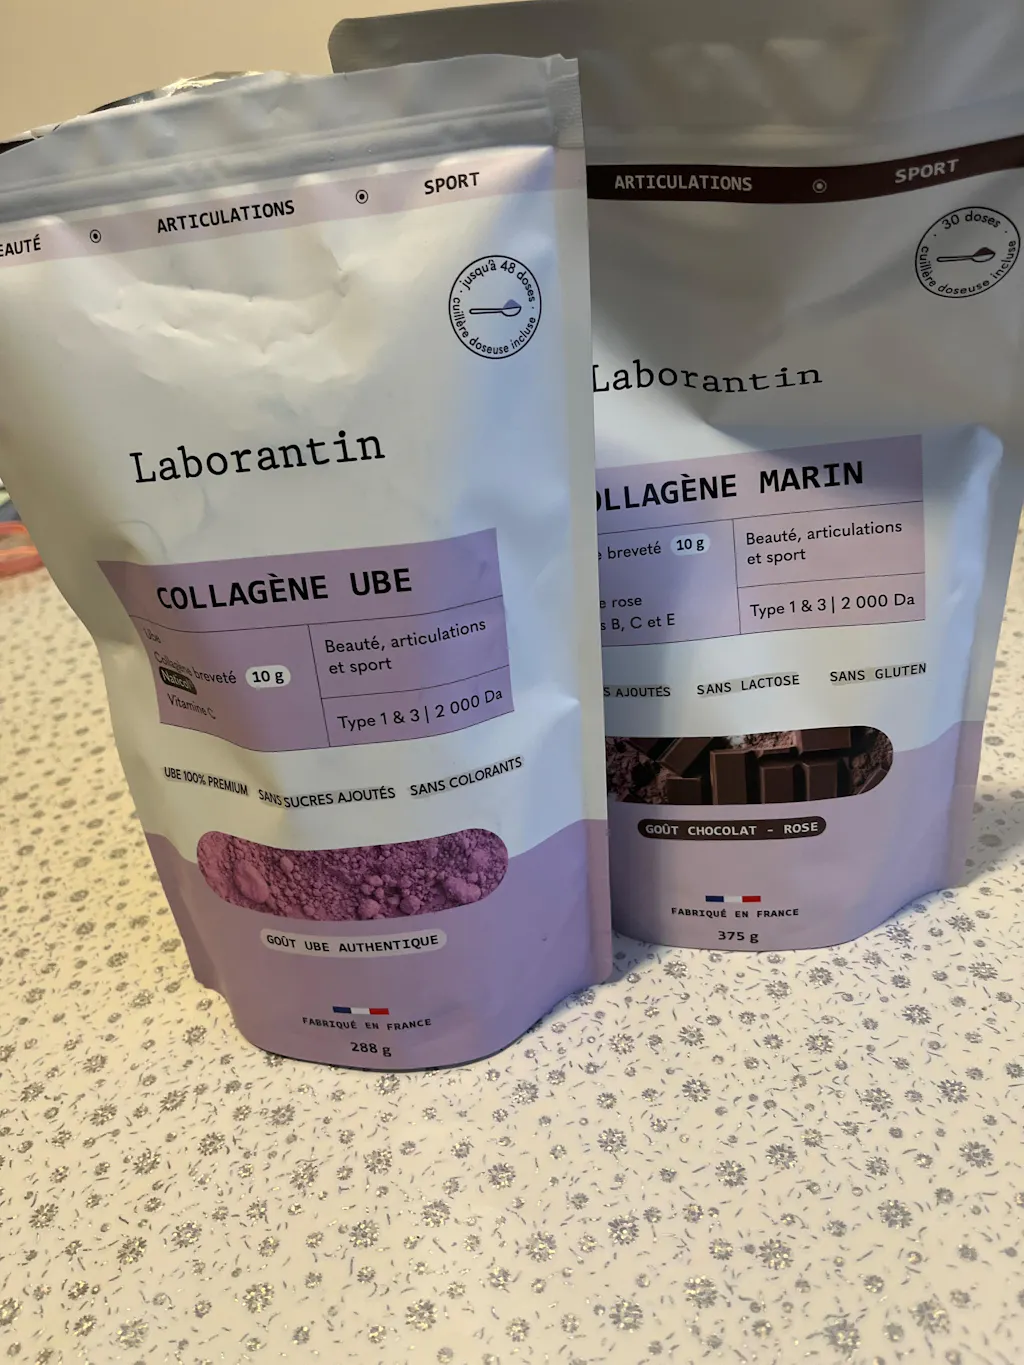 EAUTÉ ARTICULATIONS SPORT
jusqu'à 48 doses
cuillère doseuse incluse
Laborantin
COLLAGÈNE UBE
Ube
Collagène breveté 10 g
Naticol
Vitamine C
Beauté, articulations
et sport
Type 1 & 3 | 2 000 Da
UBE 100% PREMIUM SANS SUCRES AJOUTÉS SANS COLORANTS
GOÛT UBE AUTHENTIQUE
FABRIQUÉ EN FRANCE
288 g
ARTICULATIONS SPORT
30 doses
cuillère doseuse incluse
Laborantin
OLLAGÈNE MARIN
breveté 10 g
rose
B, C et E
Beauté, articulations
et sport
Type 1 & 3 | 2 000 Da
S AJOUTÉS SANS LACTOSE SANS GLUTEN
GOÛT CHOCOLAT - ROSE
FABRIQUÉ EN FRANCE
375 g